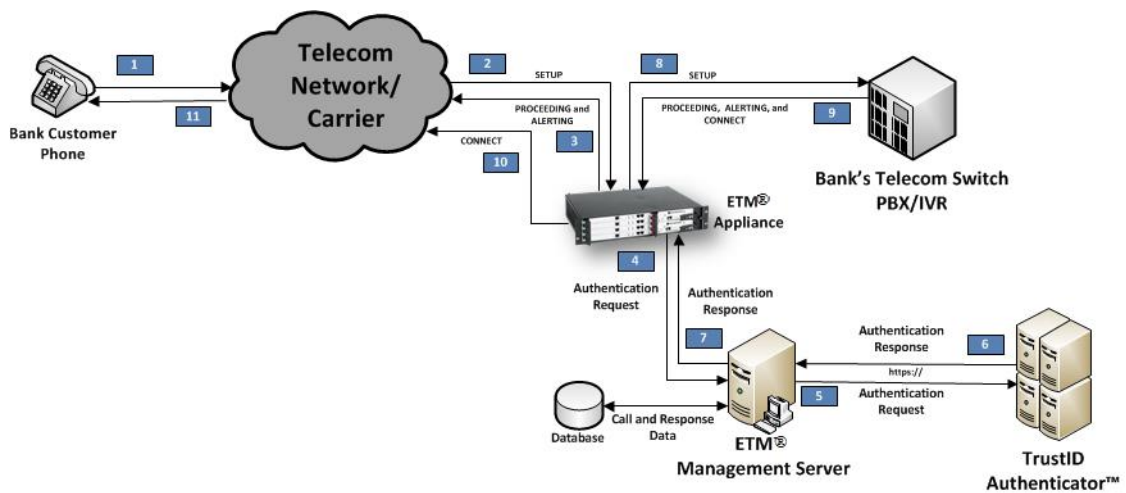 1
11
Bank Customer
Phone
Telecom
Network/
Carrier
2
SETUP
PROCEEDING and
ALERTING
3
CONNECT
10
8
SETUP
PROCEEDING, ALERTING, and
CONNECT
9
Bank's Telecom Switch
PBX/IVR
ETM®
Appliance
4
Authentication
Request
Authentication
Response
7
Authentication
Response
6
https://
5
Authentication
Request
Database
Call and Response
Data
ETM®
Management Server
TrustID
Authenticator™